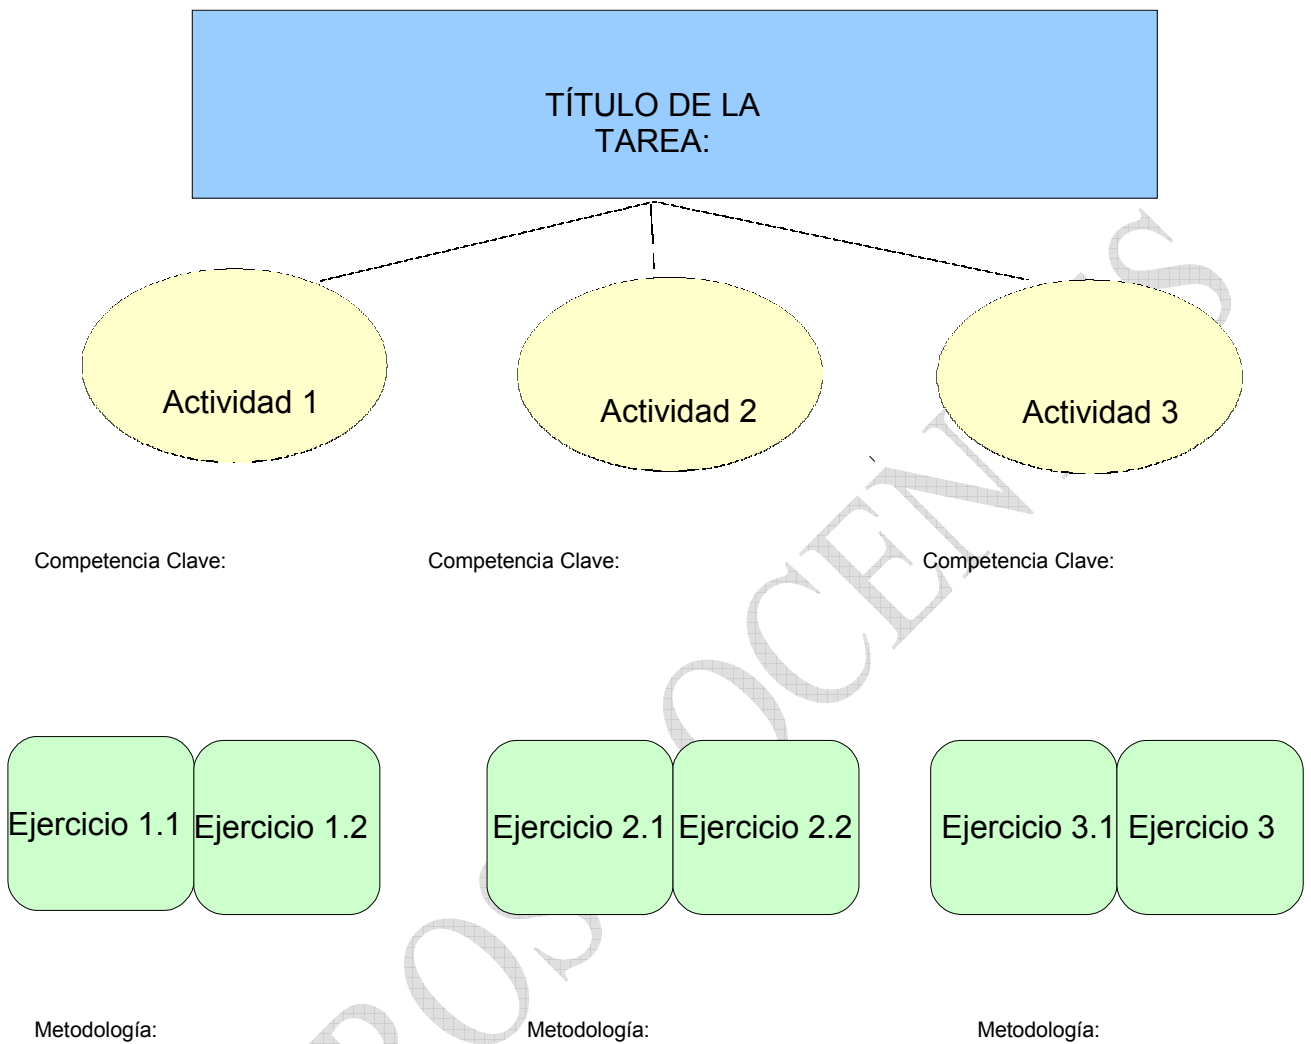 TÍTULO DE LA
TAREA:
Actividad 1
Actividad 2
Actividad 3
Competencia Clave:
Competencia Clave:
Competencia Clave:
Ejercicio 1.1
Ejercicio 1.2
Ejercicio 2.1
Ejercicio 2.2
Ejercicio 3.1
Ejercicio 3
Metodología:
Metodología:
Metodología: